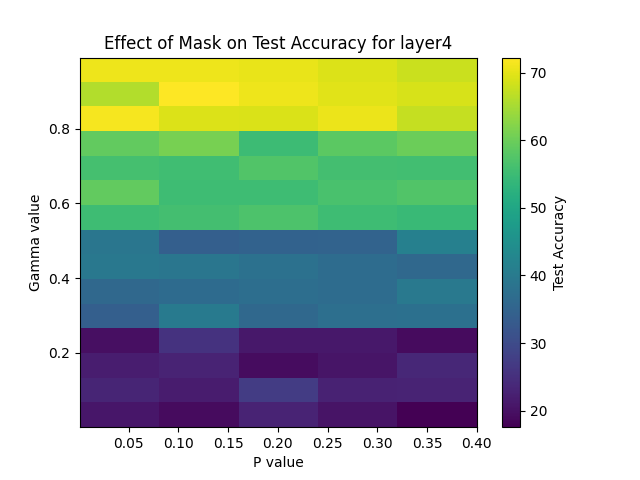 Effect of Mask on Test Accuracy for layer4
Gamma value
0.8
0.6
0.4
0.2
0.05 0.10 0.15 0.20 0.25 0.30 0.35 0.40
P value
70
60
50
40
30
20
Test Accuracy